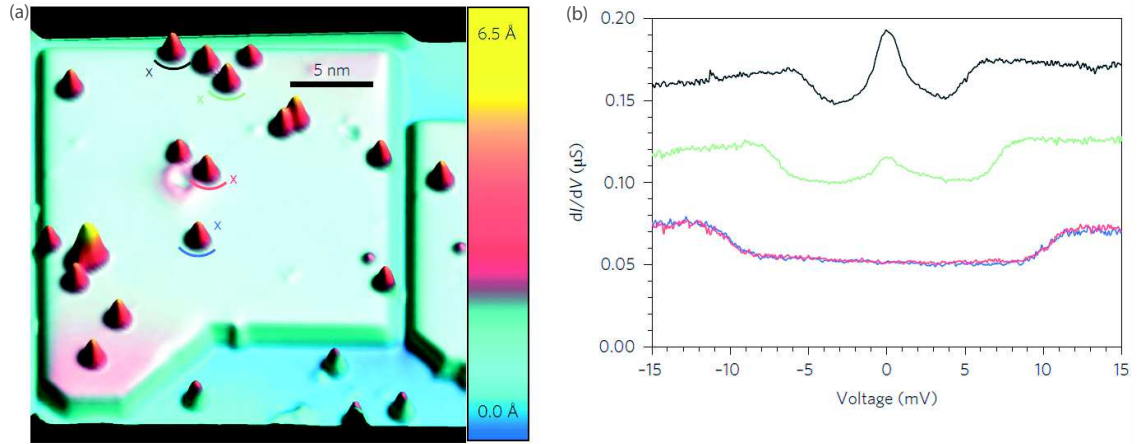 (a)
6.5 Å
5 nm
x
x
x
x
0.0 Å
(b)
0.20
0.15
0.10
0.05
0.00
dI/dV (µS)
-15
-10
-5
0
5
10
15
Voltage (mV)